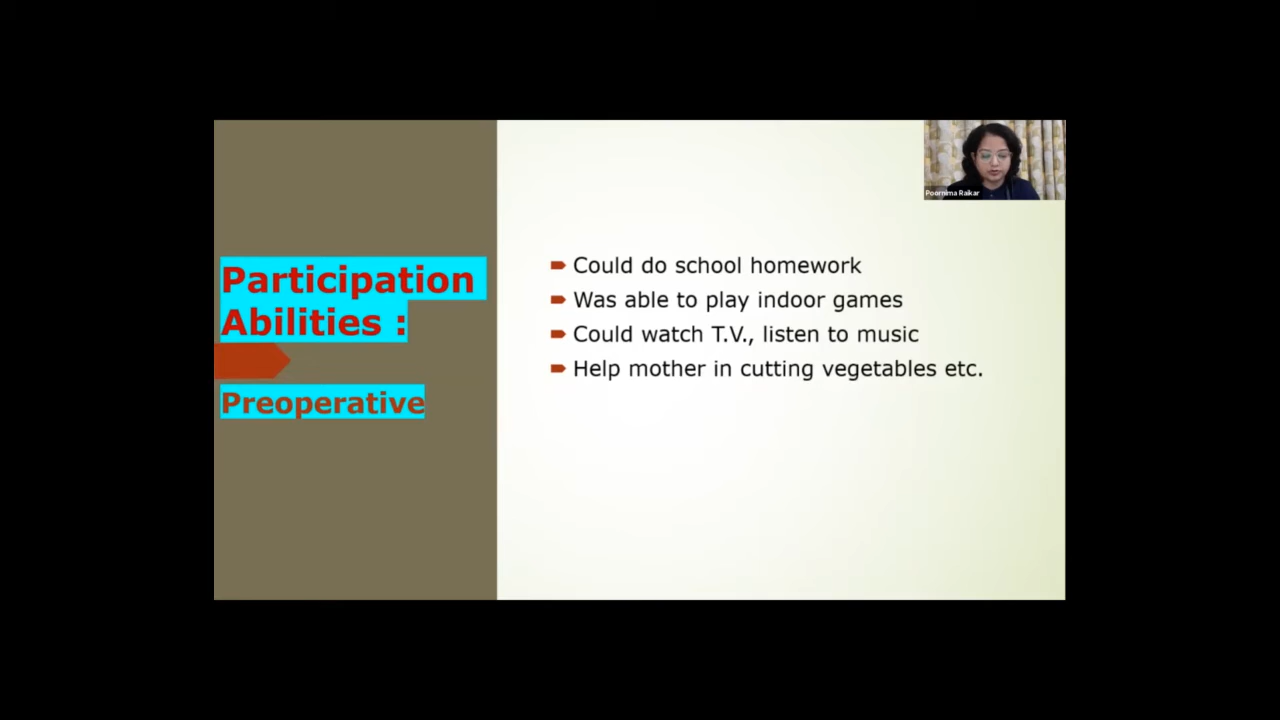 Participation
Abilities :
Preoperative
Could do school homework
Was able to play indoor games
Could watch T.V., listen to music
Help mother in cutting vegetables etc.
Poornima Raikar